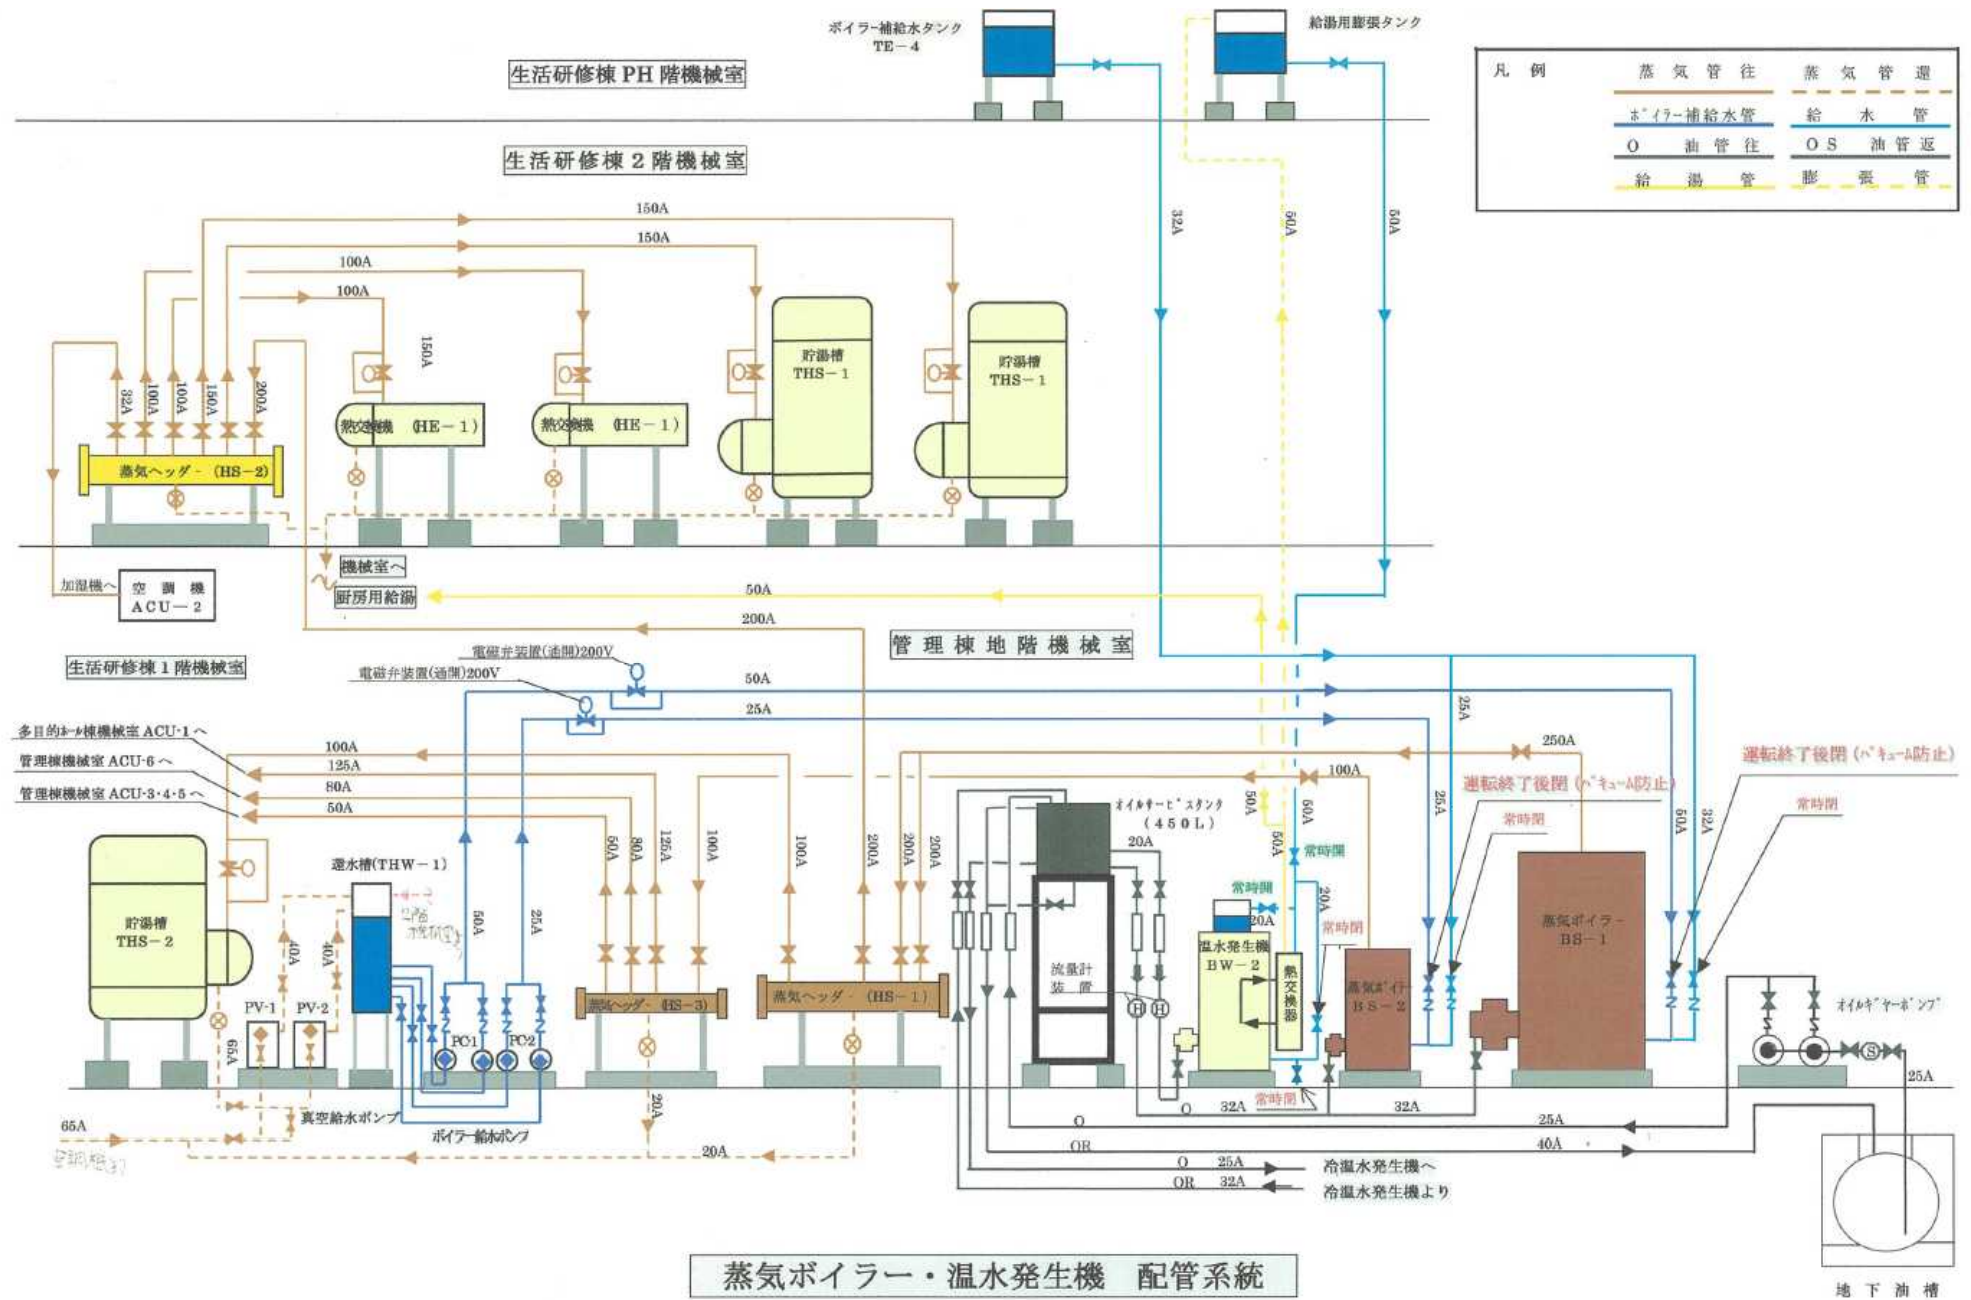 ボイラー補給水タンク
TE-4
給湯用膨張タンク
生活研修棟PH階機械室
凡 例
蒸 気 管 往
蒸 気 管 還
ボイラー補給水管
給 水 管
O 油 管 往
OS 油 管 返
給 湯 管
膨 張 管
生活研修棟2階機械室
150A
150A
100A
100A
32A
50A
50A
150A
32A
100A
100A
150A
200A
貯湯槽
THS-1
貯湯槽
THS-1
熱交換機 (HE-1)
熱交換機 (HE-1)
蒸気ヘッダ- (HS-2)
機械室へ
厨房用給湯
加湿機へ
空 調 機
ACU-2
50A
200A
管理棟地階機械室
生活研修棟1階機械室
電磁弁装置(通開)200V
電磁弁装置(通開)200V
50A
25A
25A
多目的ホール棟機械室 ACU-1へ
管理棟機械室 ACU-6へ
管理棟機械室 ACU-3・4・5へ
100A
125A
80A
50A
250A
100A
運転終了後閉(バキューム防止)
運転終了後閉(バキューム防止)
常時閉
常時閉
オイルサービスタンク
(450L)
20A
50A
50A
50A
25A
50A
32A
50A
80A
125A
100A
100A
200A
200A
200A
還水槽(THW-1)
貯湯槽
THS-2
40A
40A
50A
25A
常時開
常時開
20A
20A
常時閉
温水発生機
BW-2
熱交換器
蒸気ボイラー
BS-2
蒸気ボイラー
BS-1
流量計
装 置
H
H
蒸気ヘッダ- (HS-3)
蒸気ヘッダ- (HS-1)
PV-1
PV-2
PC-1
PC-2
65A
オイルギヤーポンプ
S
25A
真空給水ポンプ
ボイラー給水ポンプ
20A
65A
20A
常時閉
O 32A
32A
O
25A
OR
40A
O 25A
冷温水発生機へ
OR 32A
冷温水発生機より
蒸気ボイラー・温水発生機 配管系統
地 下 油 槽